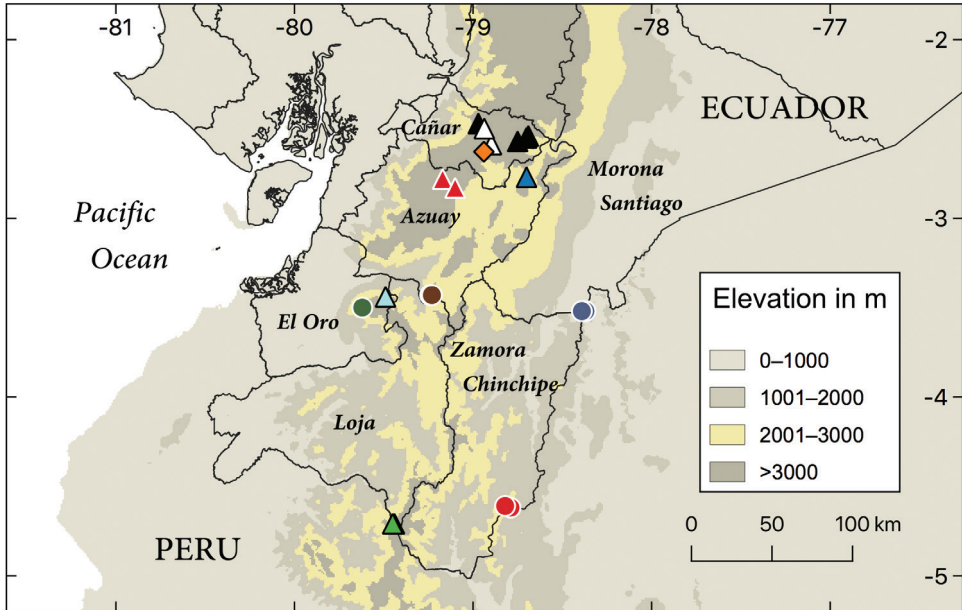 -81
-80
-79
-78
-77
-2
ECUADOR
Cañar
Morona
Santiago
Azuay
Pacific
Ocean
-3
Elevation in m
0–1000
1001–2000
2001–3000
>3000
El Oro
Zamora
Chinchipe
Loja
-4
0 50 100 km
PERU
-5